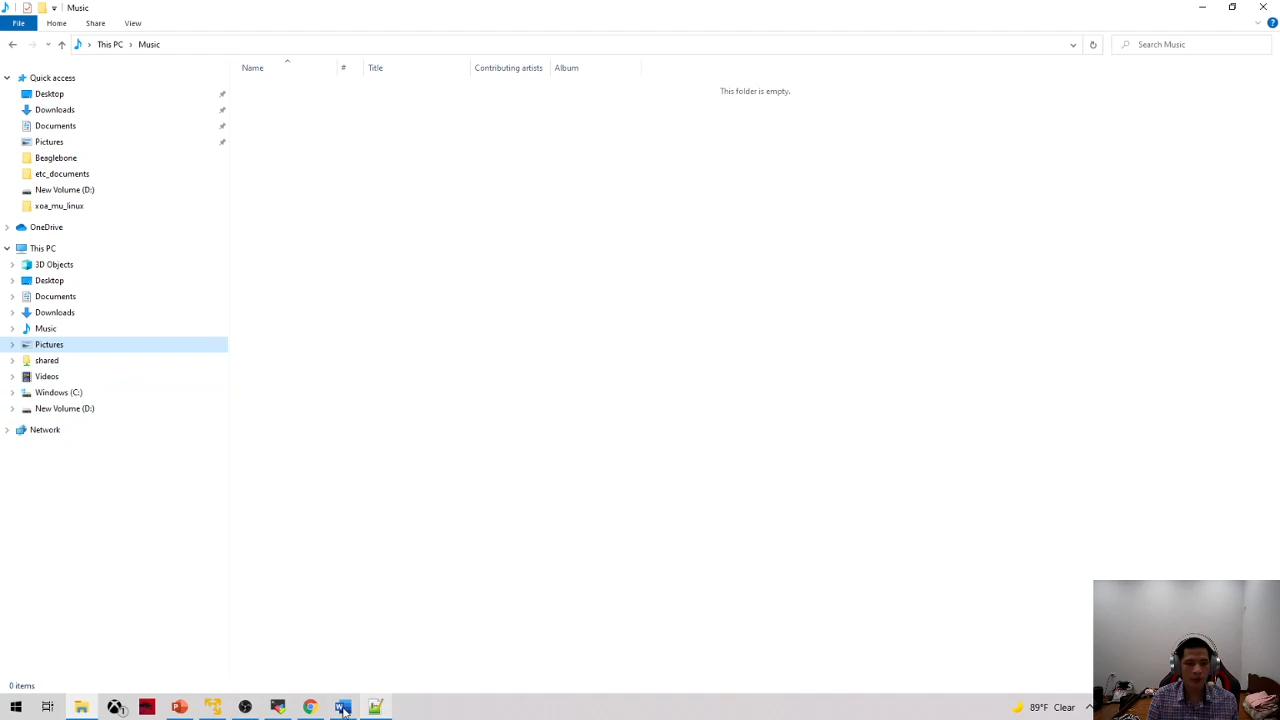 Music
File
Home
Share
View
This PC
Music
Search Music
Name
#
Title
Contributing artists
Album
This folder is empty.
Quick access
Desktop
Downloads
Documents
Pictures
Beaglebone
etc_documents
New Volume (D:)
xoa_mu_linux
OneDrive
This PC
3D Objects
Desktop
Documents
Downloads
Music
Pictures
shared
Videos
Windows (C:)
New Volume (D:)
Network
0 items
89°F Clear